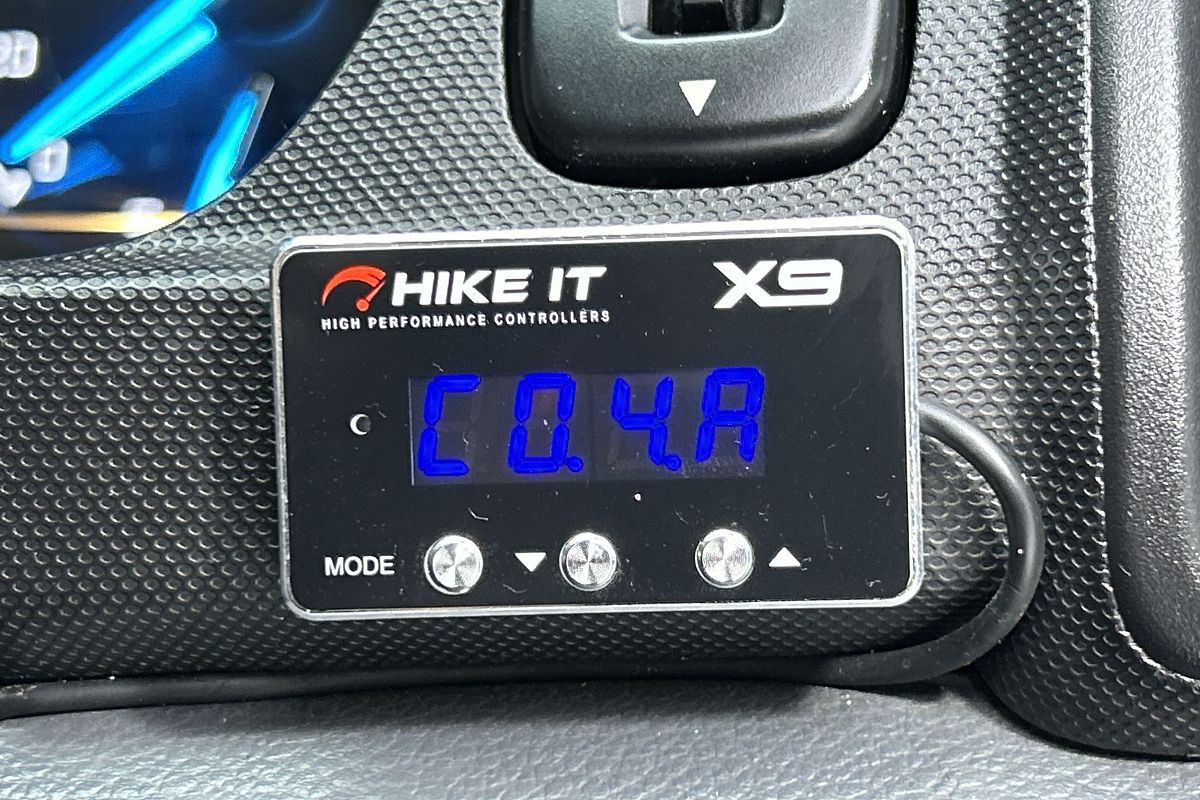 HIKE IT
X9
HIGH PERFORMANCE CONTROLLERS
C0.4.A
MODE